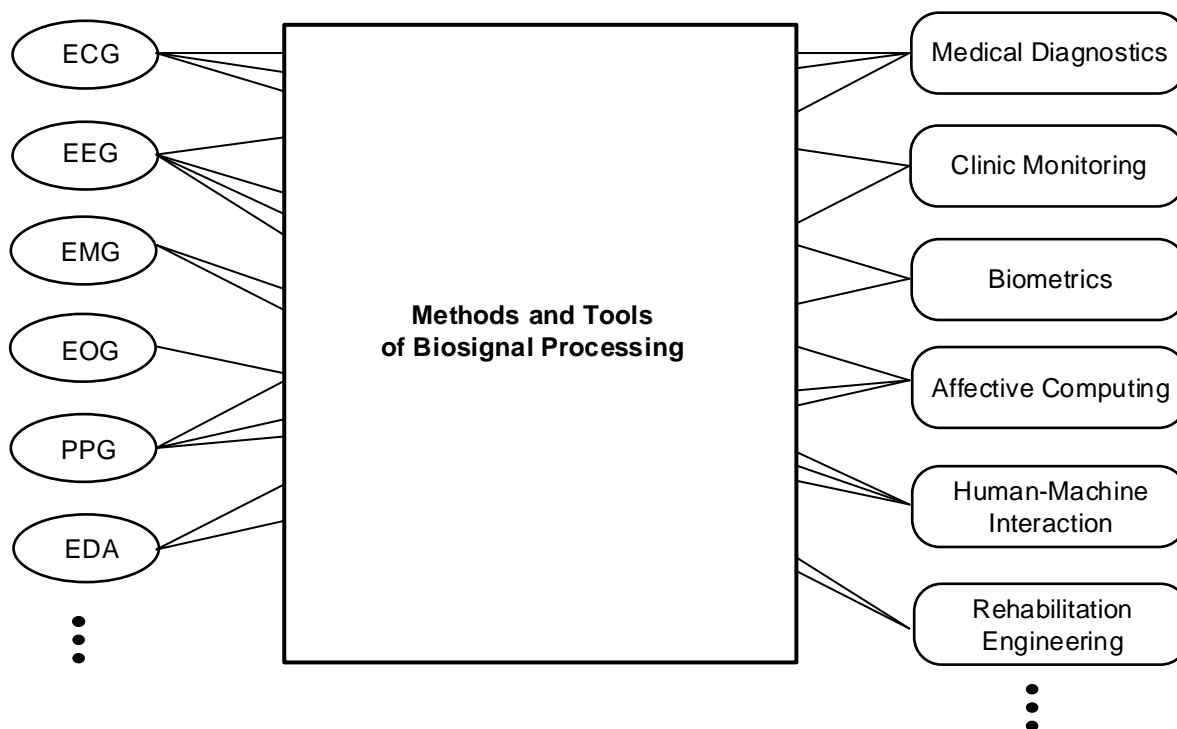 ECG
EEG
EMG
EOG
PPG
EDA
Methods and Tools
of Biosignal Processing
Medical Diagnostics
Clinic Monitoring
Biometrics
Affective Computing
Human-Machine
Interaction
Rehabilitation
Engineering